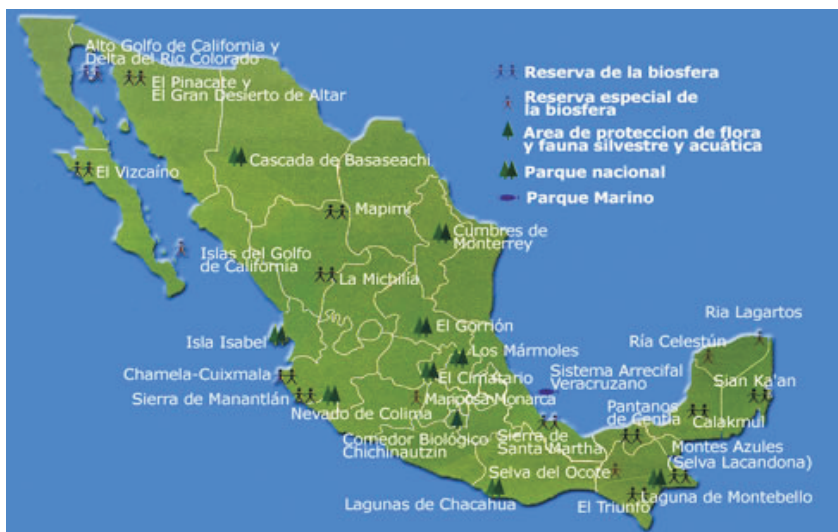 Alto Golfo de California y
Delta del Rio Colorado
El Pinacate y
El Gran Desierto de Altar
Reserva de la biosfera
Reserva especial de
la biosfera
Area de proteccion de flora
y fauna silvestre y acuática
Parque nacional
Parque Marino
Cascada de Basaseachi
El Vizcaíno
Mapimí
Cumbres de
Monterrey
Islas del Golfo
de California
La Michilía
Isla Isabel
El Gorrión
Los Mármoles
Ria Lagartos
Ría Celestún
Chamela-Cuixmala
El Cimatario
Sistema Arrecifal
Veracruzano
Sian Ka'an
Sierra de Manantlán
Mariposa Monarca
Nevado de Colima
Pantanos
de Centla
Calakmul
Corredor Biológico
Chichinautzin
Sierra de
Santa Martha
Montes Azules
(Selva Lacandona)
Selva del Ocote
Lagunas de Chacahua
El Triunfo
Laguna de Montebello